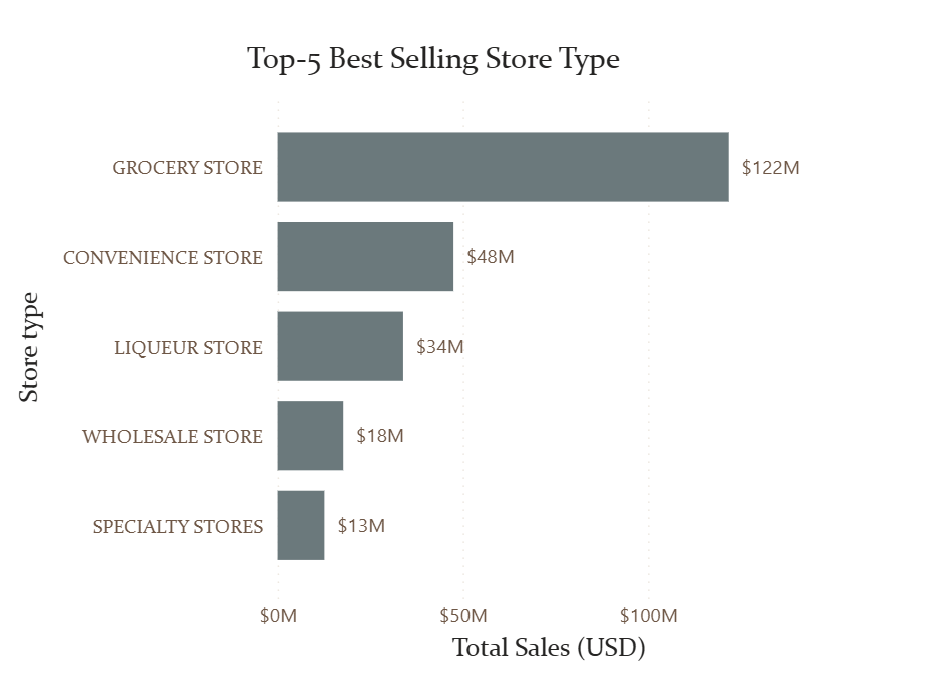 Top-5 Best Selling Store Type
Store type
GROCERY STORE
$122M
CONVENIENCE STORE
$48M
LIQUEUR STORE
$34M
WHOLESALE STORE
$18M
SPECIALTY STORES
$13M
$0M
$50M
$100M
Total Sales (USD)